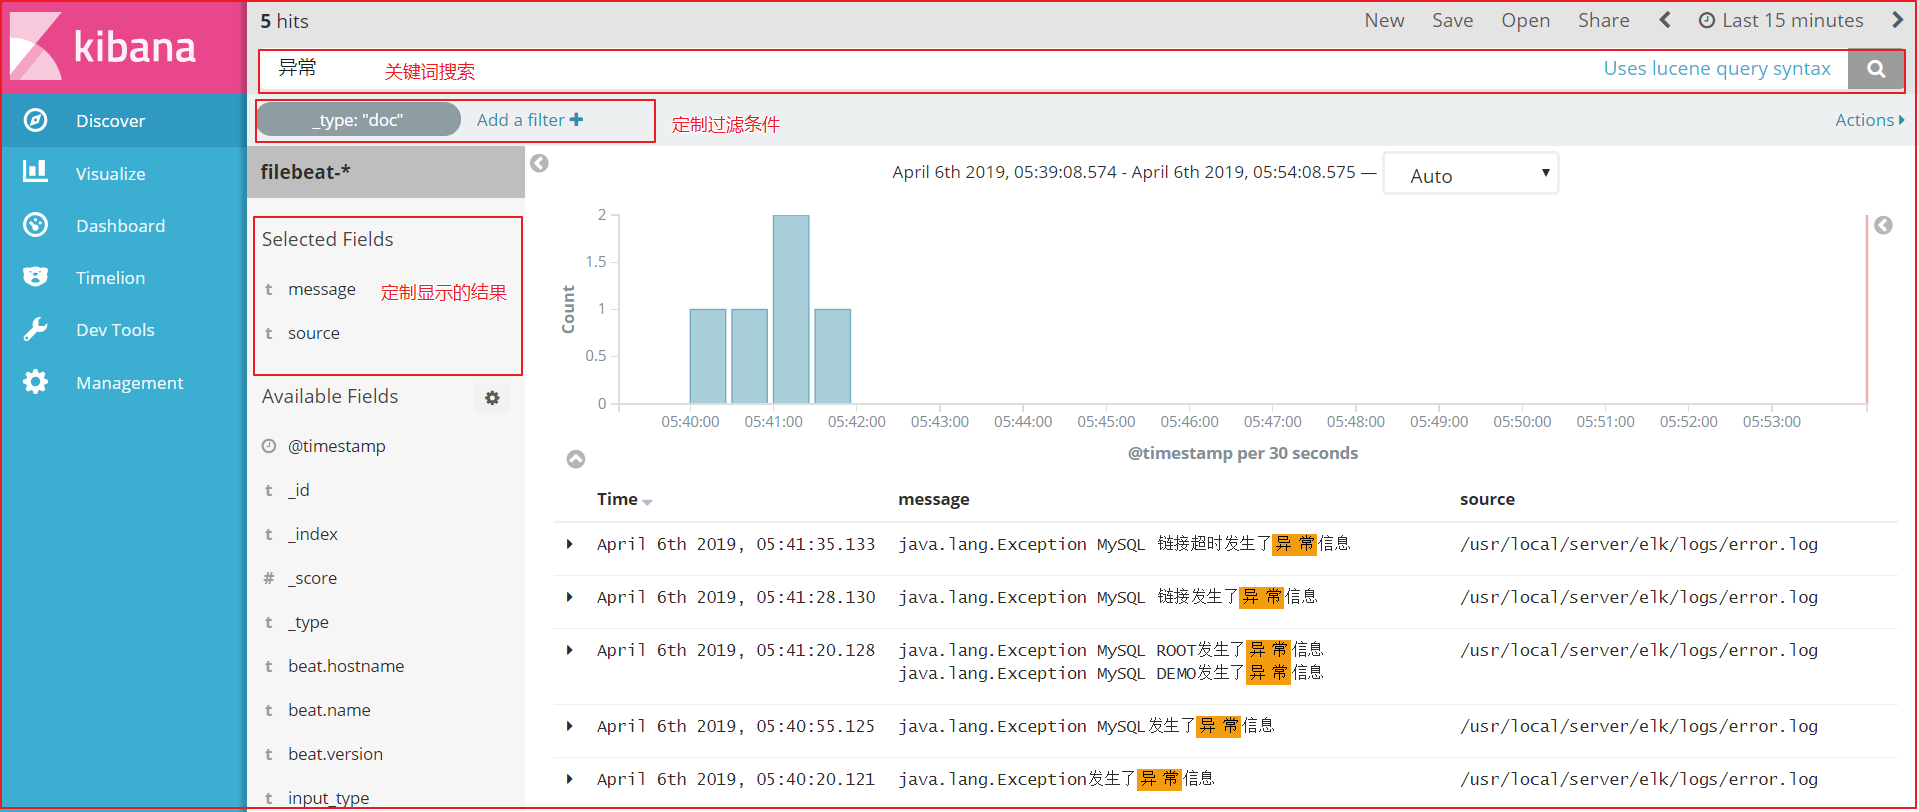 kibana
5 hits
New Save Open Share Last 15 minutes
异常 关键词搜索 Uses lucene query syntax
_type: "doc" Add a filter 定制过滤条件 Actions
Discover
Visualize
Dashboard
Timelion
Dev Tools
Management
filebeat-*
Selected Fields
t message 定制显示的结果
t source
Available Fields
@timestamp
t _id
t _index
# _score
t _type
t beat.hostname
t beat.name
t beat.version
t input_type
April 6th 2019, 05:39:08.574 - April 6th 2019, 05:54:08.575 — Auto
Count
2
1.5
1
0.5
0
05:40:00 05:41:00 05:42:00 05:43:00 05:44:00 05:45:00 05:46:00 05:47:00 05:48:00 05:49:00 05:50:00 05:51:00 05:52:00 05:53:00
@timestamp per 30 seconds
Time message source
April 6th 2019, 05:41:35.133 java.lang.Exception MySQL 链接超时发生了异常信息 /usr/local/server/elk/logs/error.log
April 6th 2019, 05:41:28.130 java.lang.Exception MySQL 链接发生了异常信息 /usr/local/server/elk/logs/error.log
April 6th 2019, 05:41:20.128 java.lang.Exception MySQL ROOT发生了异常信息 /usr/local/server/elk/logs/error.log
java.lang.Exception MySQL DEMO发生了异常信息
April 6th 2019, 05:40:55.125 java.lang.Exception MySQL发生了异常信息 /usr/local/server/elk/logs/error.log
April 6th 2019, 05:40:20.121 java.lang.Exception发生了异常信息 /usr/local/server/elk/logs/error.log